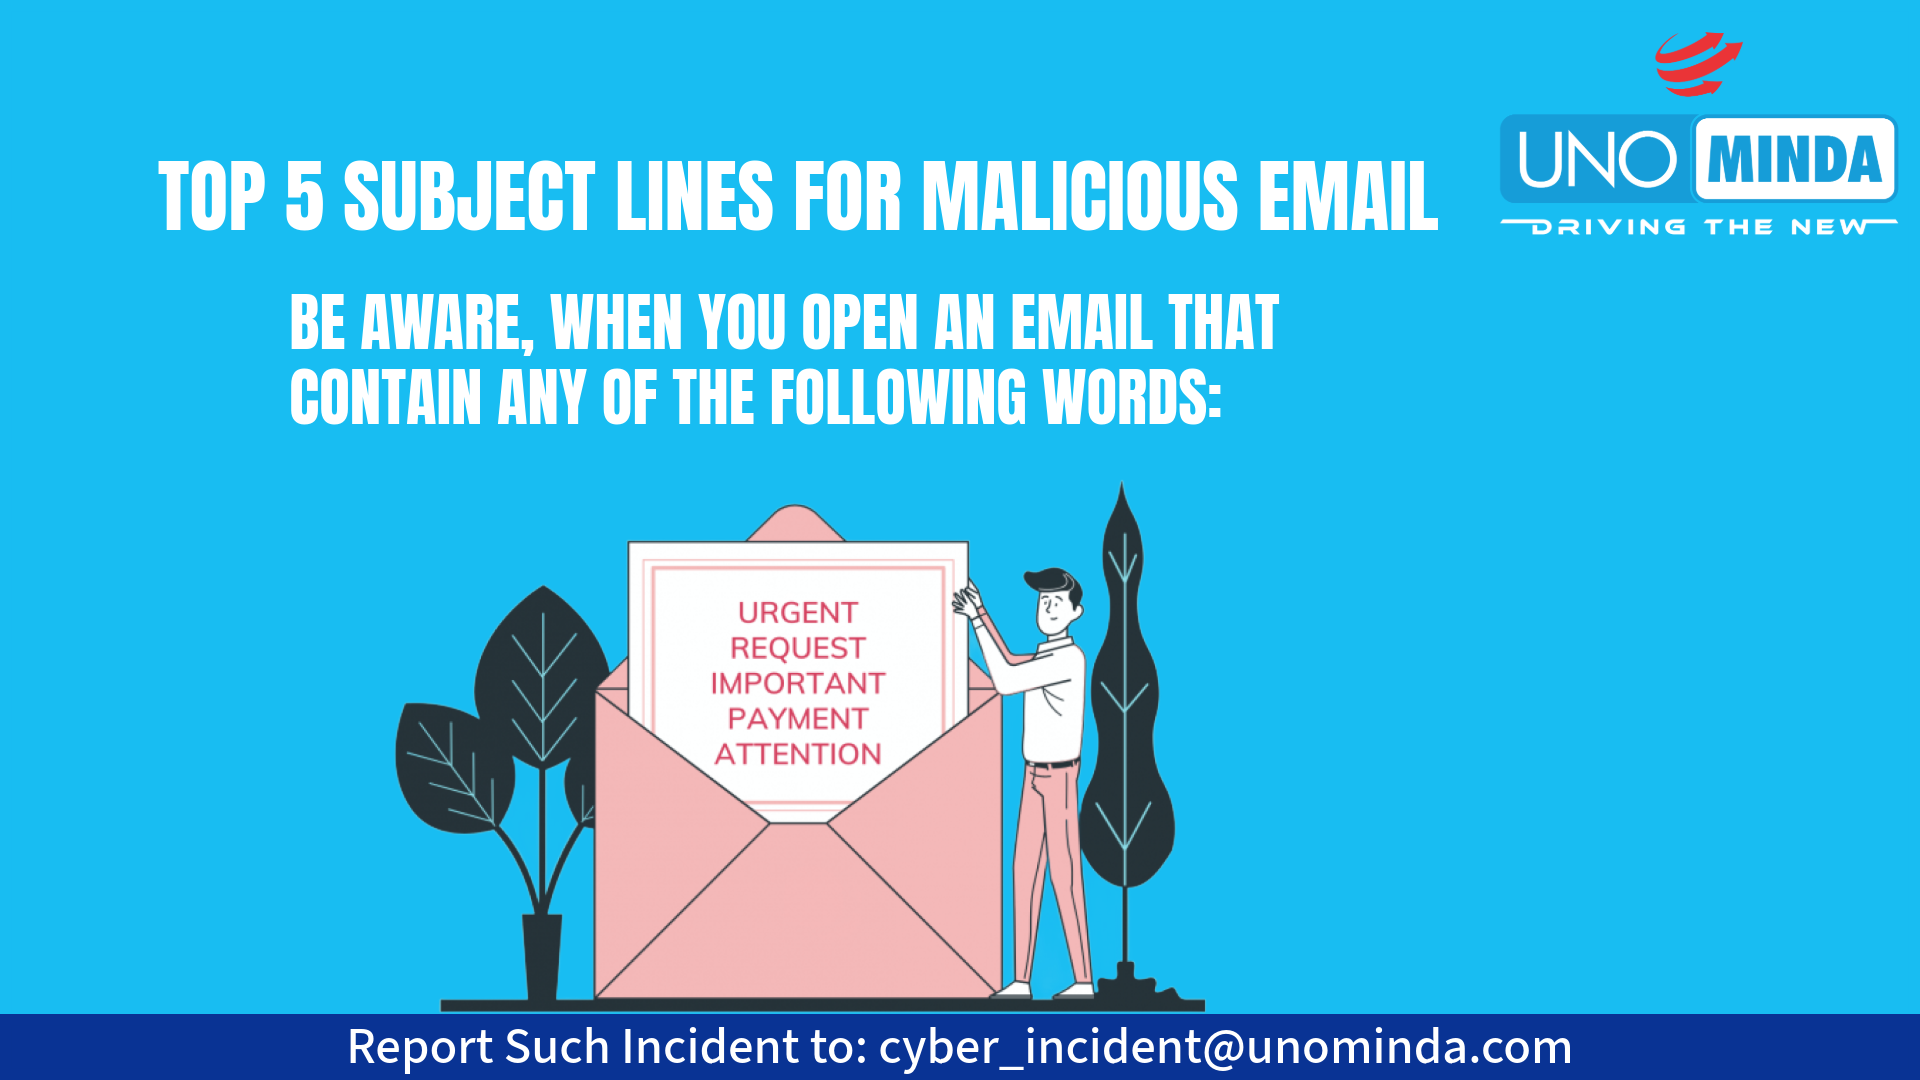 UNO MINDA
DRIVING THE NEW
TOP 5 SUBJECT LINES FOR MALICIOUS EMAIL
BE AWARE, WHEN YOU OPEN AN EMAIL THAT
CONTAIN ANY OF THE FOLLOWING WORDS:
URGENT
REQUEST
IMPORTANT
PAYMENT
ATTENTION
Report Such Incident to: cyber_incident@unominda.com